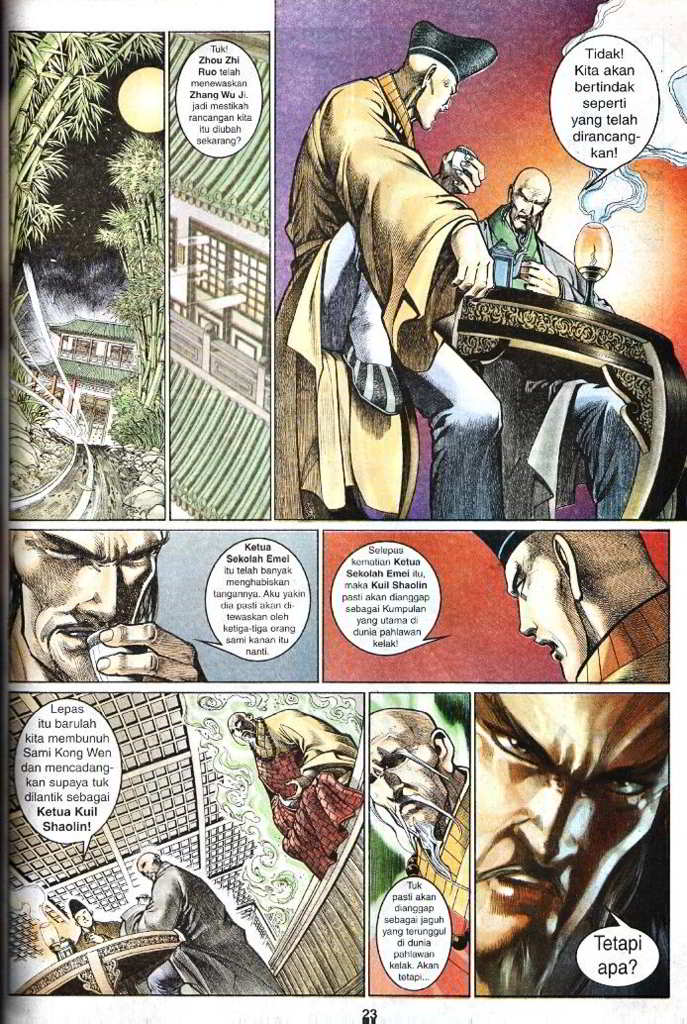 Tuk!
Zhou Zhi
Ruo telah
menewaskan
Zhang Wu Ji.
jadi mestikah
rancangan kita
itu diubah
sekarang?
Tidak!
Kita akan
bertindak
seperti
yang telah
dirancang-
kan!
Ketua
Sekolah Emei
itu telah banyak
menghabiskan
tangannya. Aku yakin
dia pasti akan di-
tewaskan oleh
ketiga-tiga orang
sami kanan itu
nanti.
Selepas
kematian Ketua
Sekolah Emei itu,
maka Kuil Shaolin
pasti akan dianggap
sebagai Kumpulan
yang utama di
dunia pahlawan
kelak!
Lepas
itu barulah
kita membunuh
Sami Kong Wen
dan mencadang-
kan supaya tuk
dilantik sebagai
Ketua Kuil
Shaolin!
Tuk
pasti akan
dianggap
sebagai jaguh
yang terunggul
di dunia
pahlawan
kelak. Akan
tetapi...
Tetapi
apa?
23